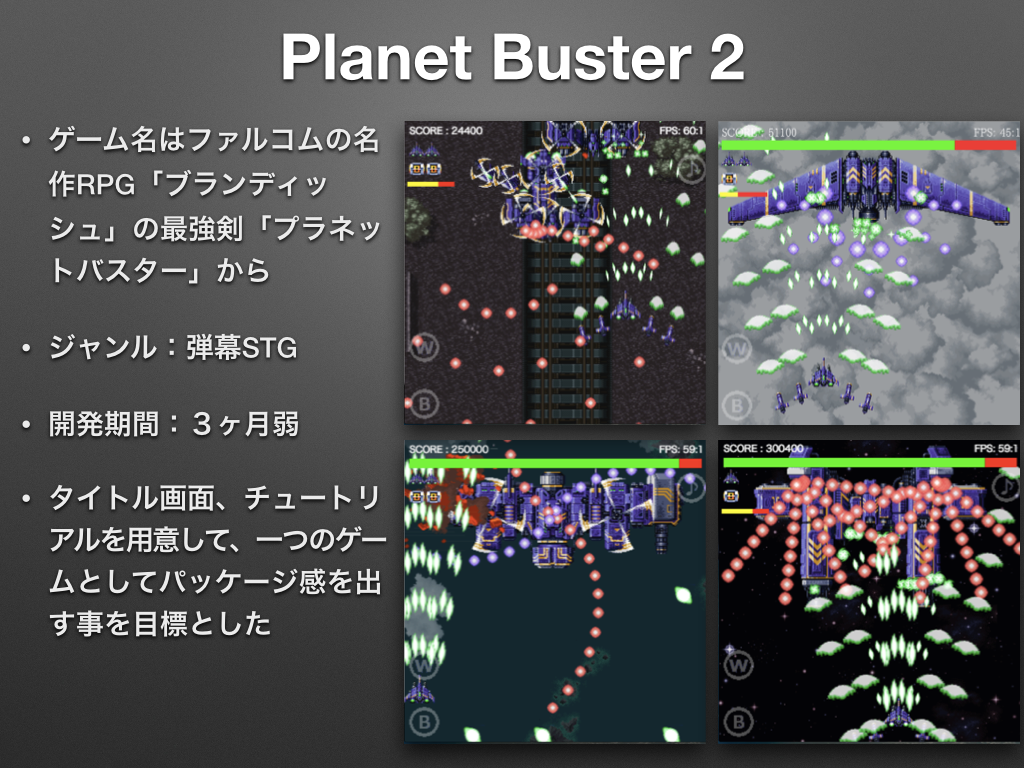 Planet Buster 2
• ゲーム名はファルコムの名
作RPG「ブランディッ
シュ」の最強剣「プラネッ
トバスター」から
• ジャンル：弾幕STG
• 開発期間：３ヶ月弱
• タイトル画面、チュートリ
アルを用意して、一つのゲー
ムとしてパッケージ感を出
す事を目標とした
SCORE : 24400 FPS: 60:1
W
B
SCORE : 51100 FPS: 45:1
W
B
SCORE : 250000 FPS: 59:1
W
B
SCORE : 300400 FPS: 59:1
W
B